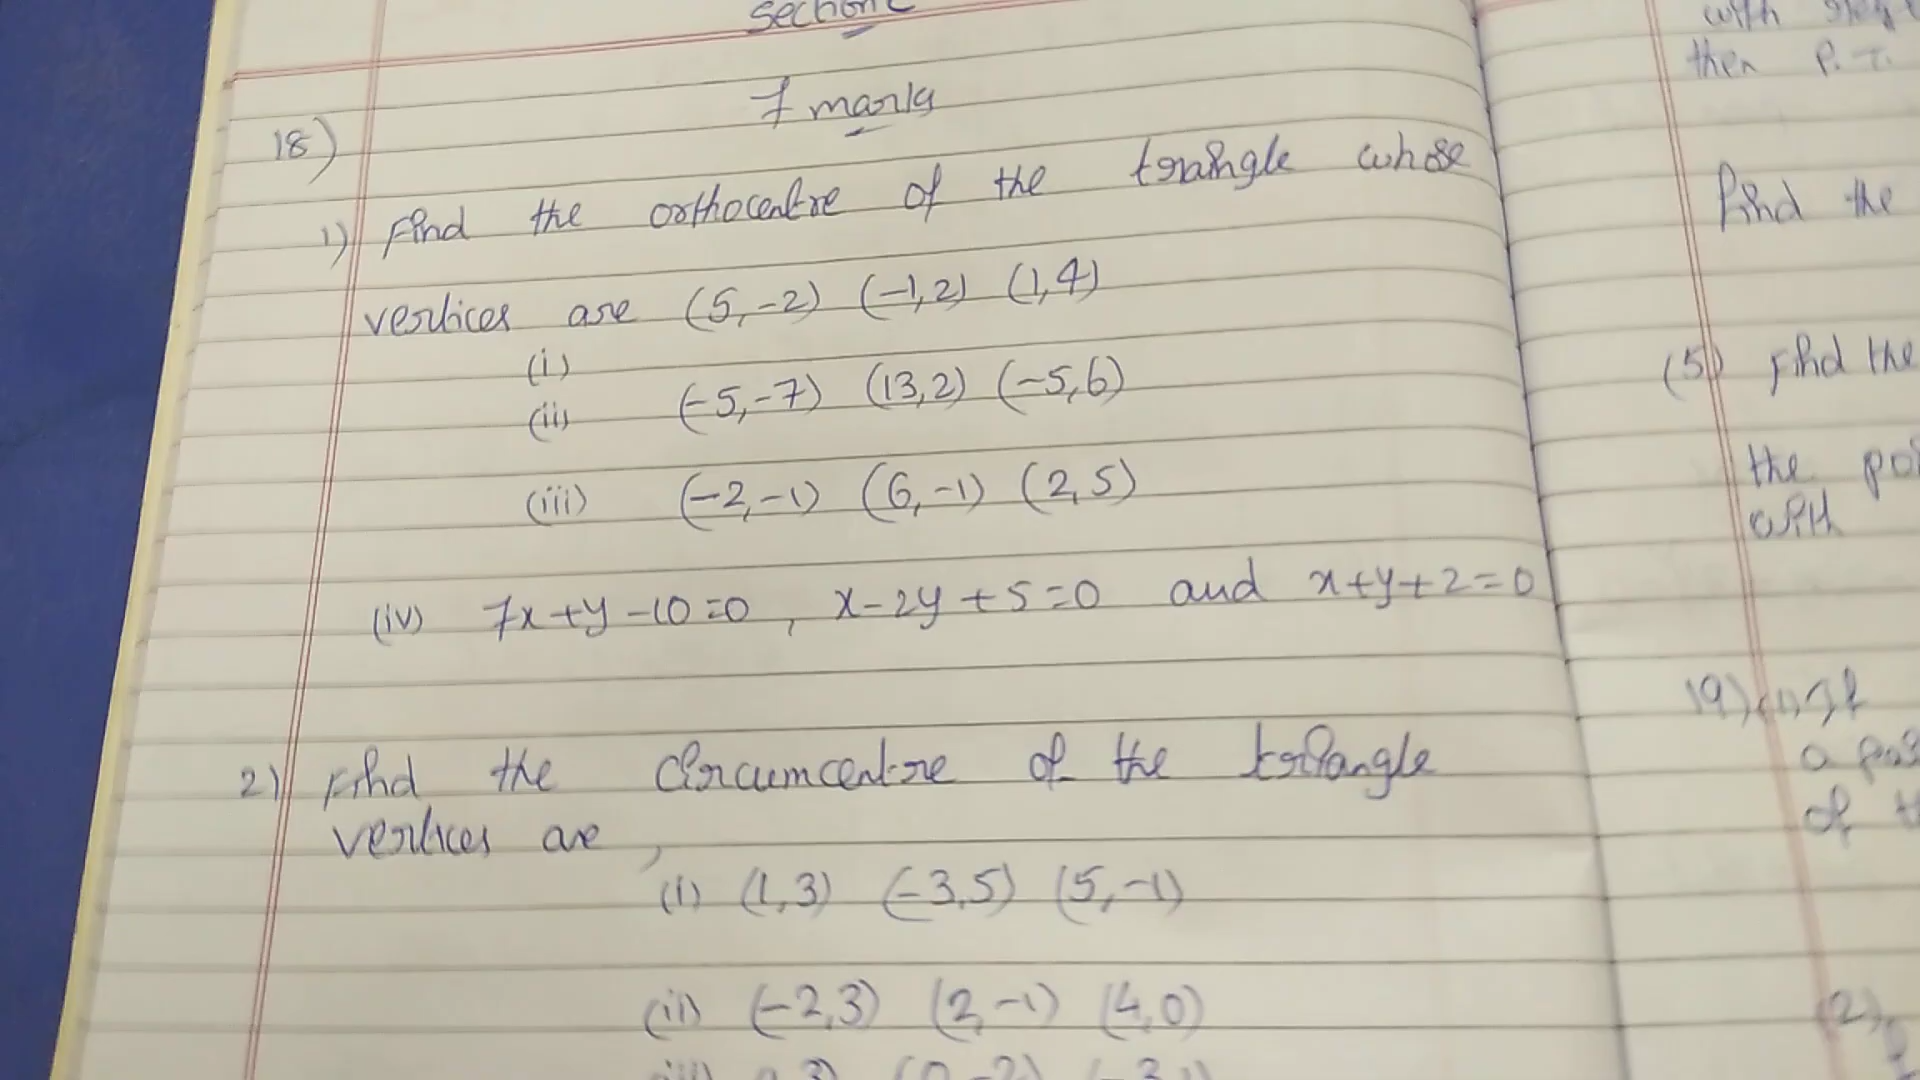 Section C
7 marks
18)
1) Find the orthocentre of the triangle whose
vertices are (5,-2) (-1,2) (1,4)
(i)
(ii) (-5,-7) (13,2) (-5,6)
(iii) (-2,-1) (6,-1) (2,5)
(iv) 7x+y-10=0, x-2y+5=0 and x+y+2=0
2) Find the circumcentre of the triangle
vertices are,
(i) (1,3) (-3,5) (5,-1)
(ii) (-2,3) (2,-1) (4,0)
with
then P.T.
Find the
(5) Find the
the
with
19)
a
of
(2)